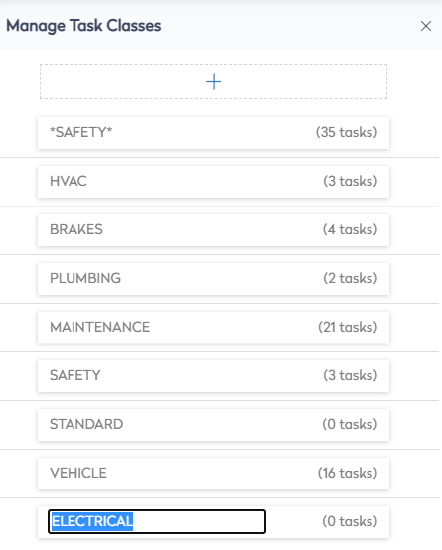 Manage Task Classes
*SAFETY* (35 tasks)
HVAC (3 tasks)
BRAKES (4 tasks)
PLUMBING (2 tasks)
MAINTENANCE (21 tasks)
SAFETY (3 tasks)
STANDARD (0 tasks)
VEHICLE (16 tasks)
ELECTRICAL (0 tasks)